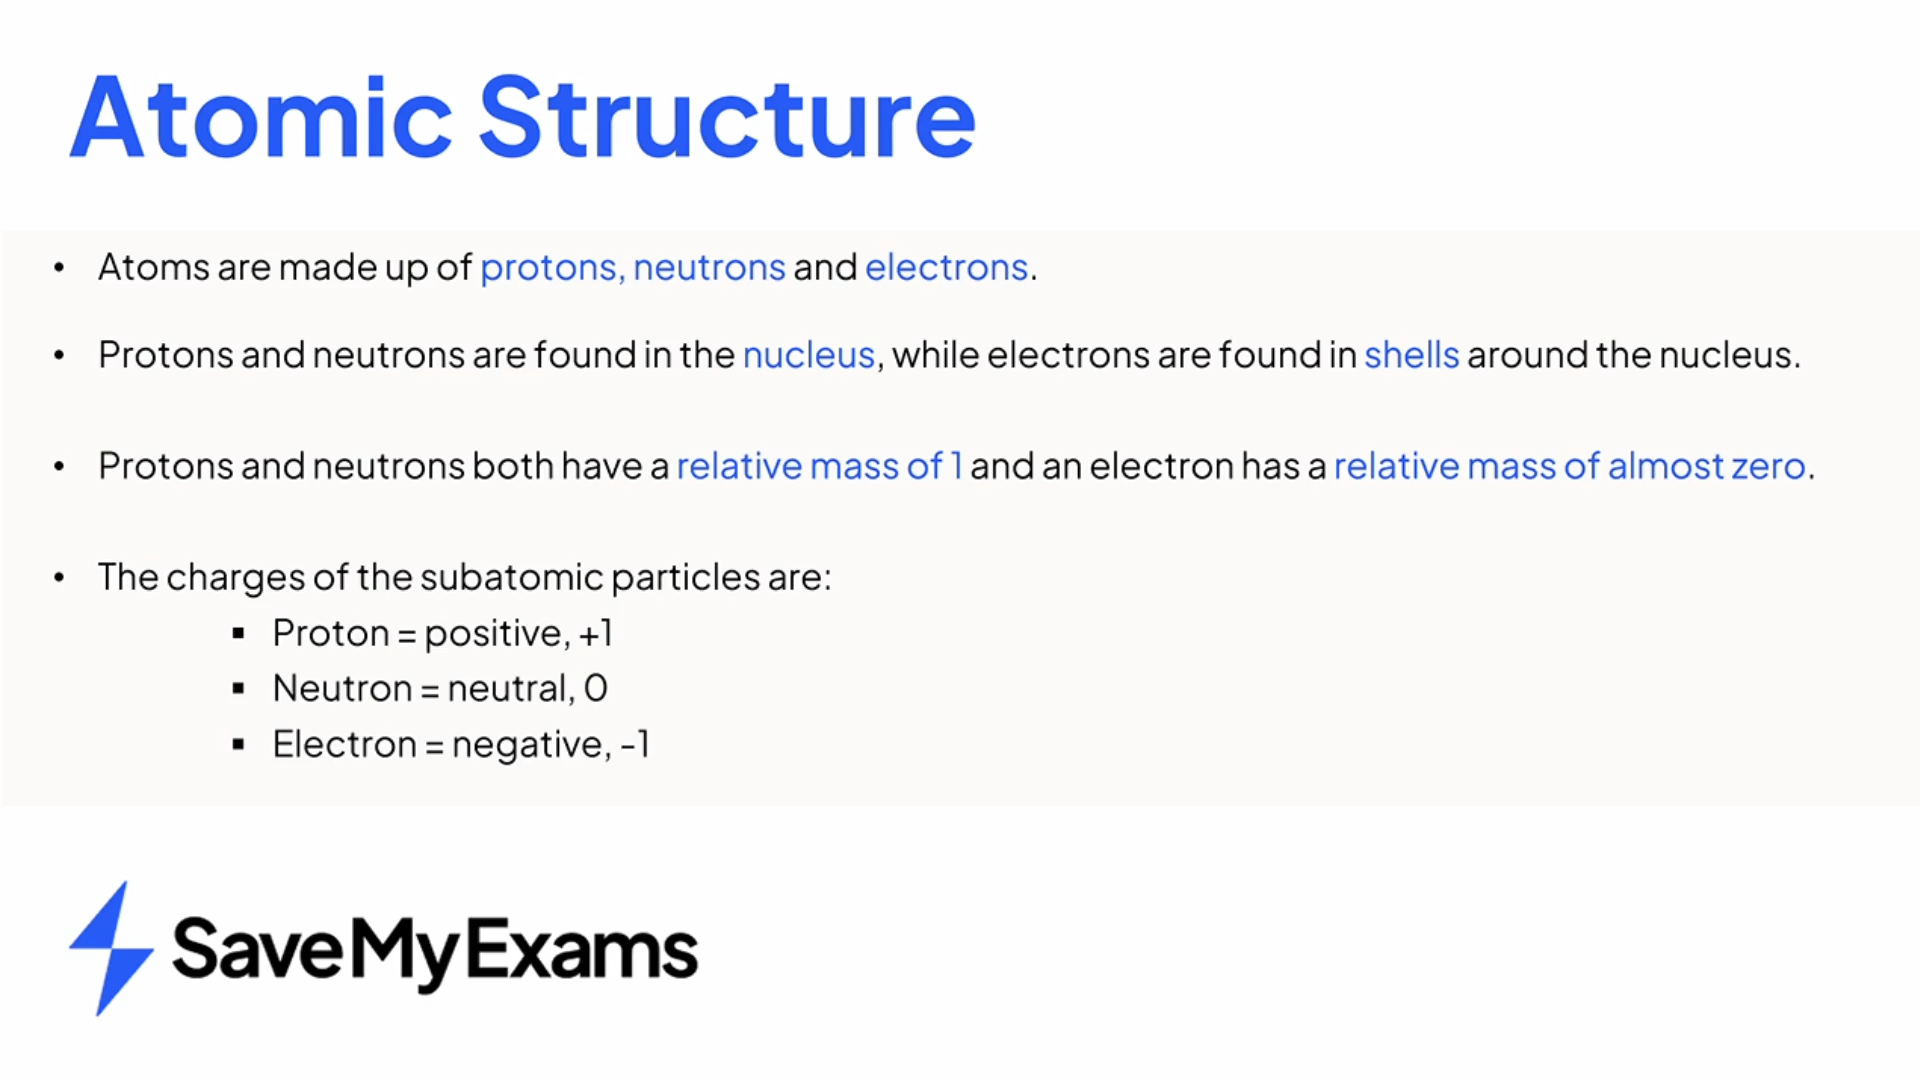 Atomic Structure
• Atoms are made up of protons, neutrons and electrons.
• Protons and neutrons are found in the nucleus, while electrons are found in shells around the nucleus.
• Protons and neutrons both have a relative mass of 1 and an electron has a relative mass of almost zero.
• The charges of the subatomic particles are:
▪ Proton = positive, +1
▪ Neutron = neutral, 0
▪ Electron = negative, -1
SaveMyExams